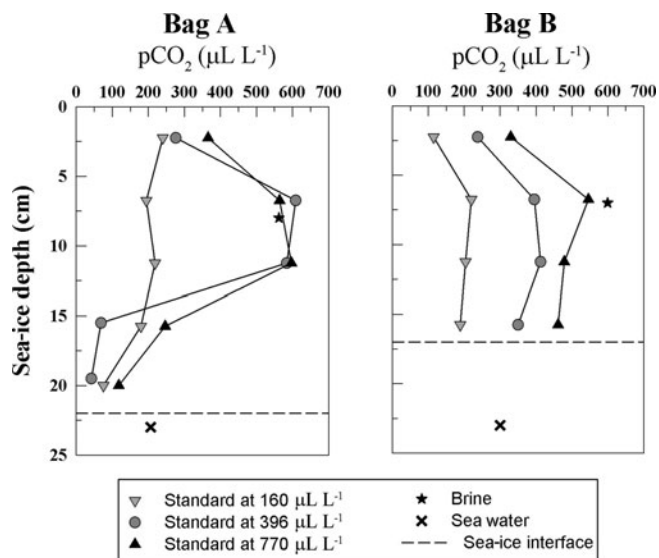 Bag A
pCO₂ (μL L⁻¹)
0 100 200 300 400 500 600 700
Bag B
pCO₂ (μL L⁻¹)
0 100 200 300 400 500 600 700
Sea-ice depth (cm)
0
5
10
15
20
25
Standard at 160 μL L⁻¹
Standard at 396 μL L⁻¹
Standard at 770 μL L⁻¹
Brine
Sea water
Sea-ice interface